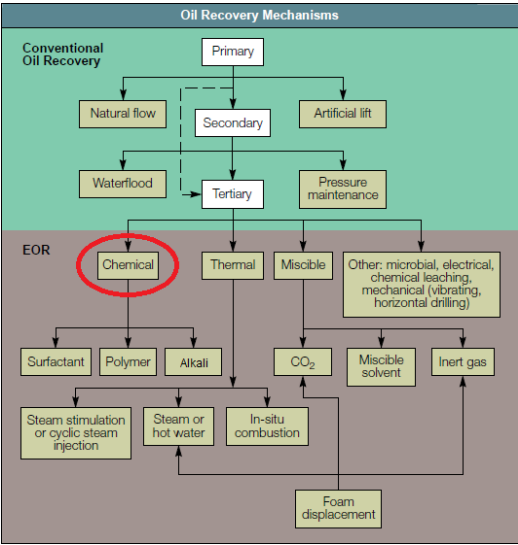 Oil Recovery Mechanisms
Conventional
Oil Recovery
Primary
Natural flow
Artificial lift
Secondary
Waterflood
Pressure
maintenance
Tertiary
EOR
Chemical
Thermal
Miscible
Other: microbial, electrical,
chemical leaching,
mechanical (vibrating,
horizontal drilling)
Surfactant
Polymer
Alkali
CO₂
Miscible
solvent
Inert gas
Steam stimulation
or cyclic steam
injection
Steam or
hot water
In-situ
combustion
Foam
displacement